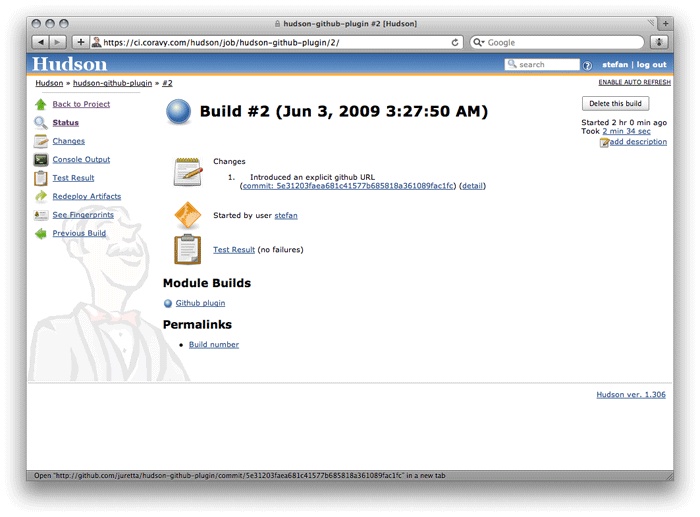 hudson-github-plugin #2 [Hudson]
https://ci.coravy.com/hudson/job/hudson-github-plugin/2/
Google
Hudson
search
stefan | log out
Hudson » hudson-github-plugin » #2
ENABLE AUTO REFRESH
Back to Project
Status
Changes
Console Output
Test Result
Redeploy Artifacts
See Fingerprints
Previous Build
Build #2 (Jun 3, 2009 3:27:50 AM)
Delete this build
Started 2 hr 0 min ago
Took 2 min 34 sec
add description
Changes
1. Introduced an explicit github URL
(commit: 5e31203faea681c41577b685818a361089fac1fc) (detail)
Started by user stefan
Test Result (no failures)
Module Builds
Github plugin
Permalinks
Build number
Hudson ver. 1.306
Open "http://github.com/juretta/hudson-github-plugin/commit/5e31203faea681c41577b685818a361089fac1fc" in a new tab